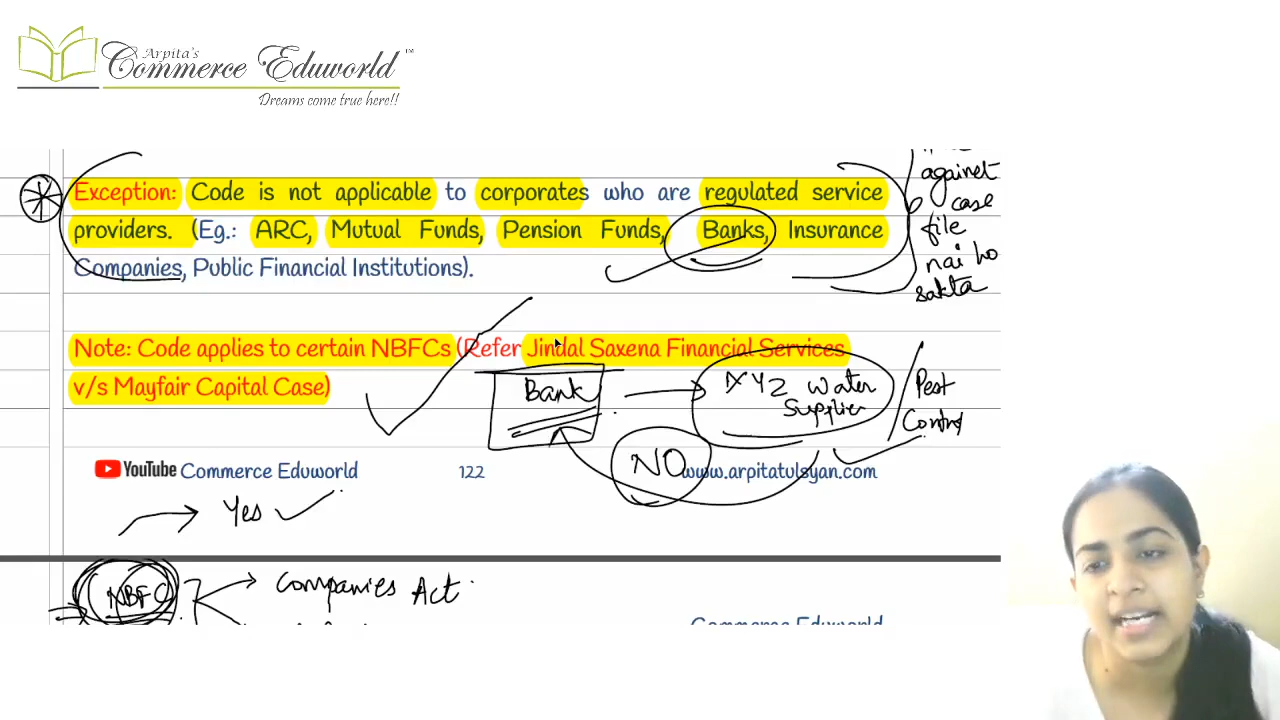 Arpita's
Commerce Eduworld™
Dreams come true here!!
Exception: Code is not applicable to corporates who are regulated service
providers. (Eg.: ARC, Mutual Funds, Pension Funds, Banks, Insurance
Companies, Public Financial Institutions).
against
case
file
nai ho
sakta
Note: Code applies to certain NBFCs (Refer Jindal Saxena Financial Services
v/s Mayfair Capital Case)
Bank
XYZ Water
Supplier
Pest
Control
NO
YouTube Commerce Eduworld 122 www.arpitatulsyan.com
Yes
NBFC
Companies Act
Commerce Eduworld